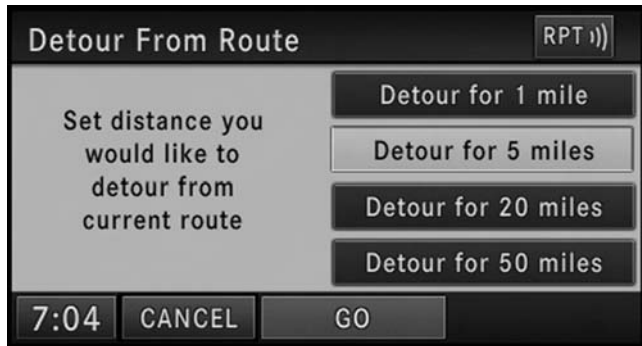 Detour From Route
RPT
Set distance you
would like to
detour from
current route
Detour for 1 mile
Detour for 5 miles
Detour for 20 miles
Detour for 50 miles
7:04
CANCEL
GO